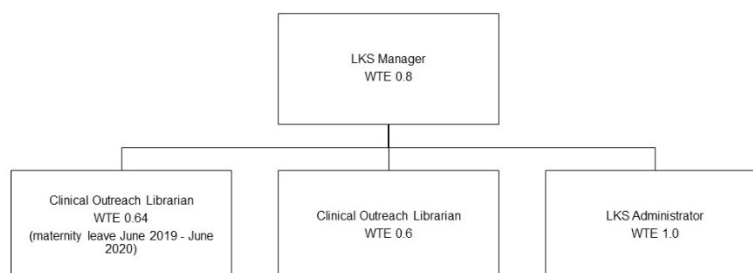 LKS Manager
WTE 0.8
Clinical Outreach Librarian
WTE 0.64
(maternity leave June 2019 - June
2020)
Clinical Outreach Librarian
WTE 0.6
LKS Administrator
WTE 1.0